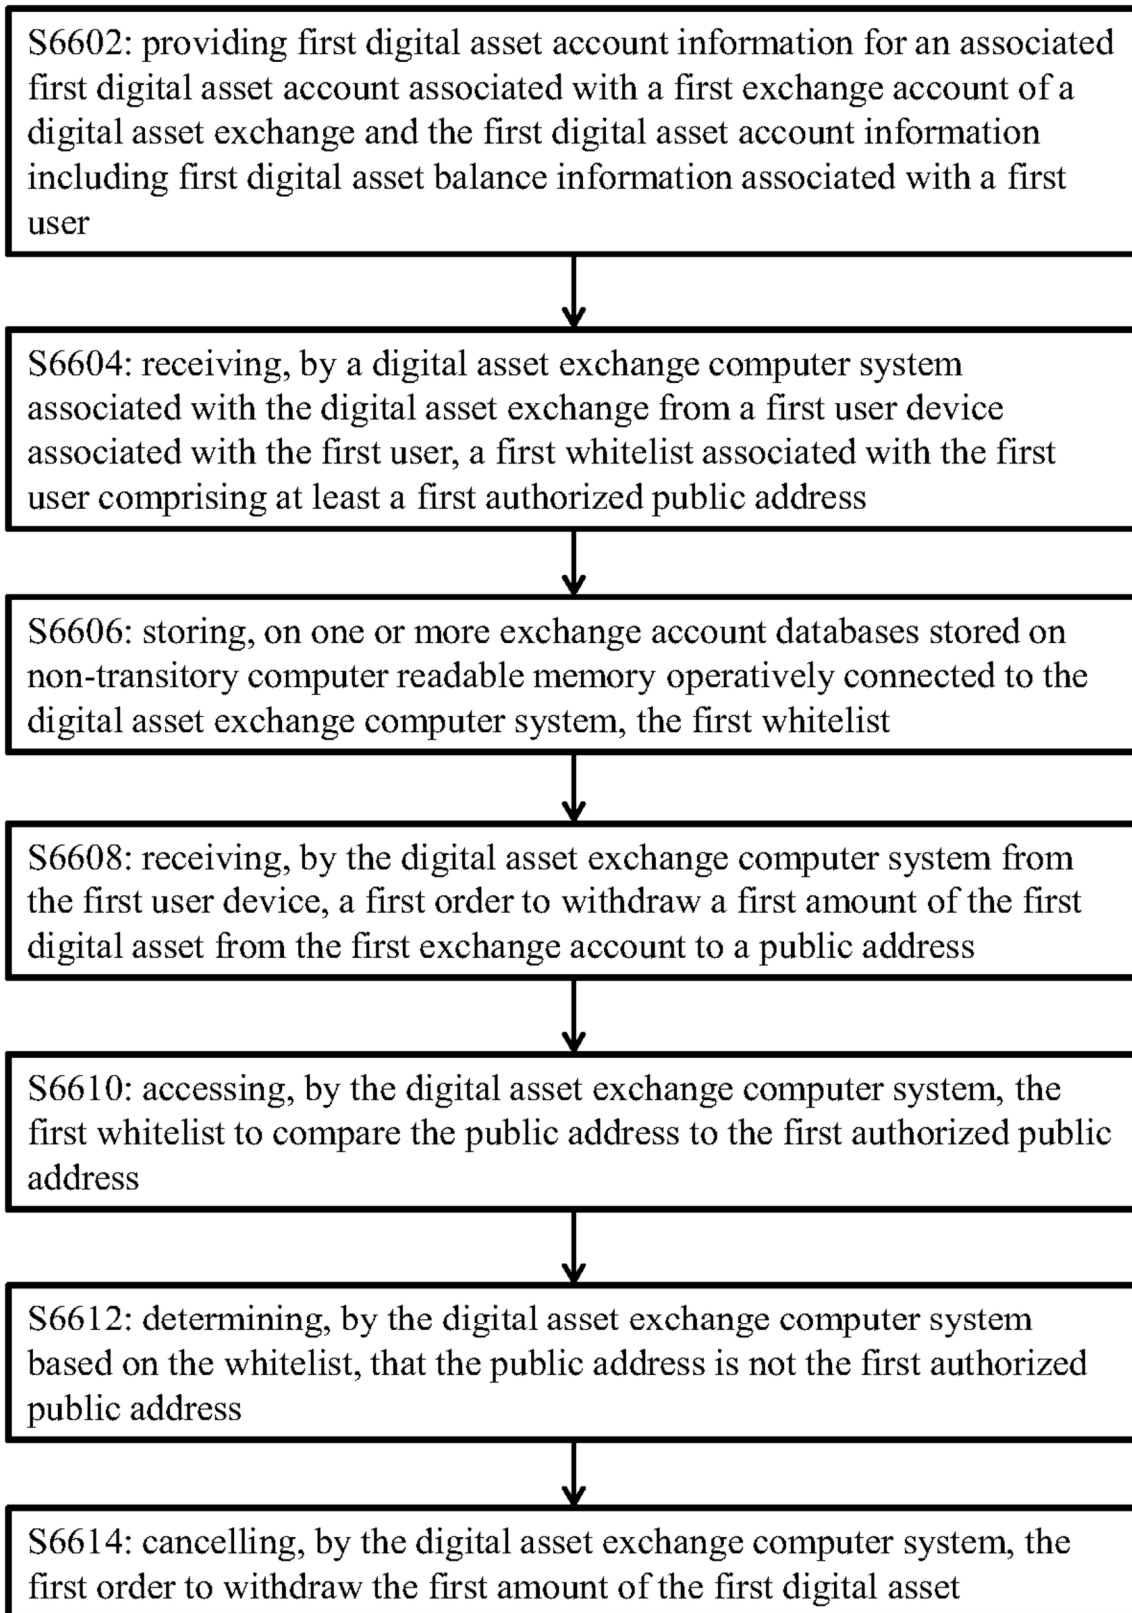 S6602: providing first digital asset account information for an associated
first digital asset account associated with a first exchange account of a
digital asset exchange and the first digital asset account information
including first digital asset balance information associated with a first
user
S6604: receiving, by a digital asset exchange computer system
associated with the digital asset exchange from a first user device
associated with the first user, a first whitelist associated with the first
user comprising at least a first authorized public address
S6606: storing, on one or more exchange account databases stored on
non-transitory computer readable memory operatively connected to the
digital asset exchange computer system, the first whitelist
S6608: receiving, by the digital asset exchange computer system from
the first user device, a first order to withdraw a first amount of the first
digital asset from the first exchange account to a public address
S6610: accessing, by the digital asset exchange computer system, the
first whitelist to compare the public address to the first authorized public
address
S6612: determining, by the digital asset exchange computer system
based on the whitelist, that the public address is not the first authorized
public address
S6614: cancelling, by the digital asset exchange computer system, the
first order to withdraw the first amount of the first digital asset